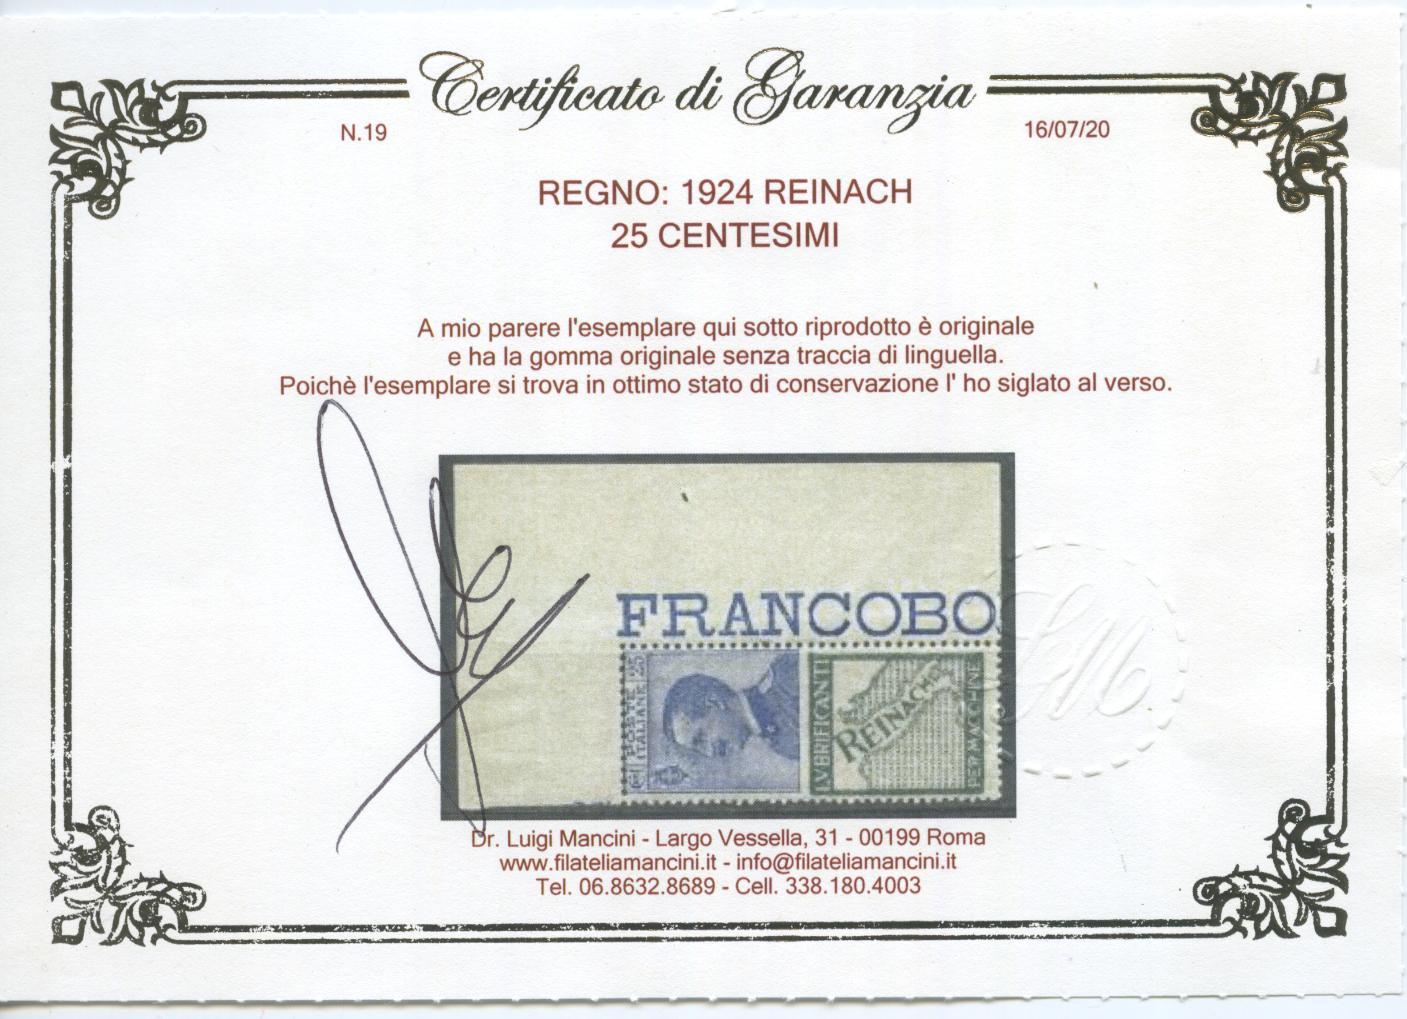 Certificato di Garanzia
N.19
16/07/20
REGNO: 1924 REINACH
25 CENTESIMI
A mio parere l'esemplare qui sotto riprodotto è originale
e ha la gomma originale senza traccia di linguella.
Poichè l'esemplare si trova in ottimo stato di conservazione l' ho siglato al verso.
FRANCOBO
POSTE
ITALIANE
25
LVBRIFICANTI
REINACH
PER MACCHINE
Dr. Luigi Mancini - Largo Vessella, 31 - 00199 Roma
www.filateliamancini.it - info@filateliamancini.it
Tel. 06.8632.8689 - Cell. 338.180.4003